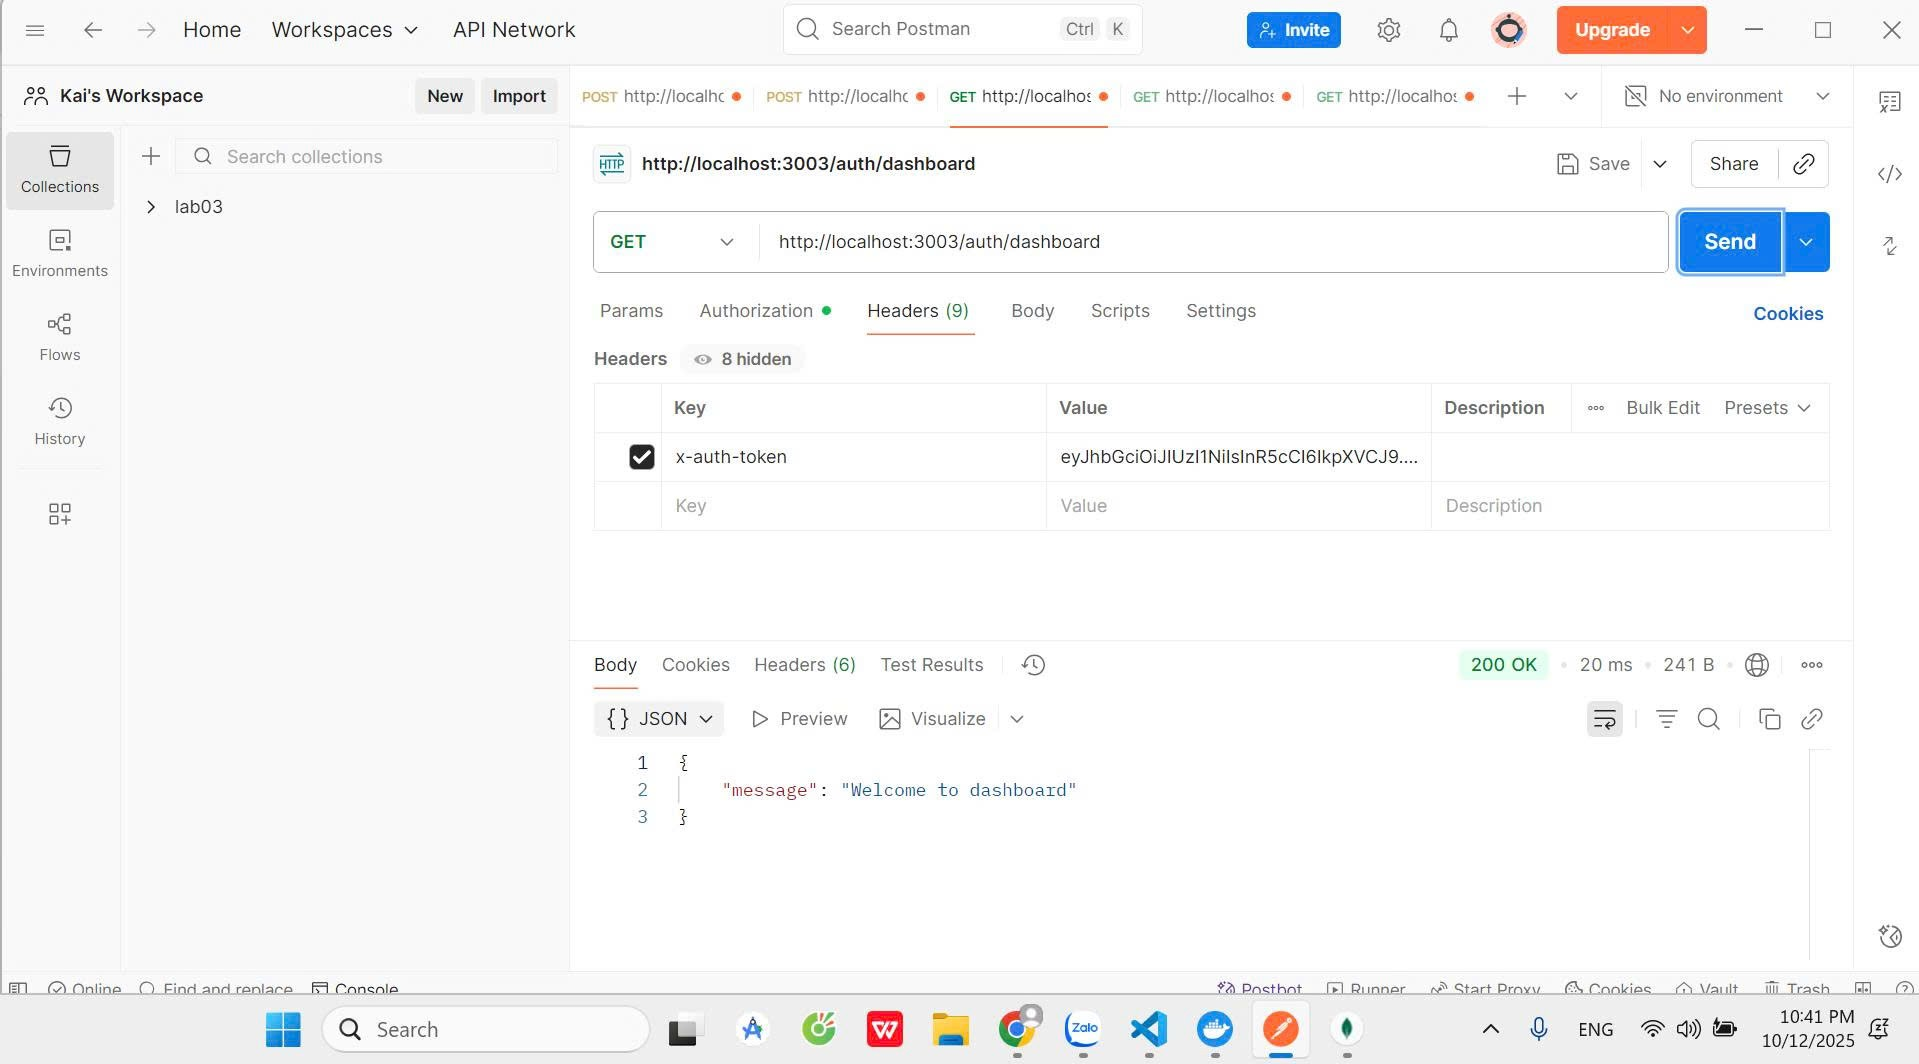 Home Workspaces API Network Search Postman Ctrl K Invite Upgrade
Kai's Workspace New Import POST http://localhc POST http://localhc GET http://localhos GET http://localhos GET http://localhos No environment
Collections
Search collections
lab03
Environments
Flows
History
HTTP http://localhost:3003/auth/dashboard Save Share
GET http://localhost:3003/auth/dashboard Send
Params Authorization Headers (9) Body Scripts Settings Cookies
Headers 8 hidden
Key Value Description Bulk Edit Presets
x-auth-token eyJhbGciOiJIUzI1NiIsInR5cCI6IkpXVCJ9....
Key Value Description
Body Cookies Headers (6) Test Results 200 OK 20 ms 241 B
{} JSON Preview Visualize
1 {
2 "message": "Welcome to dashboard"
3 }
Online Find and replace Console Postbot Runner Start Proxy Cookies Vault Trash
Search Zalo ENG 10:41 PM
10/12/2025